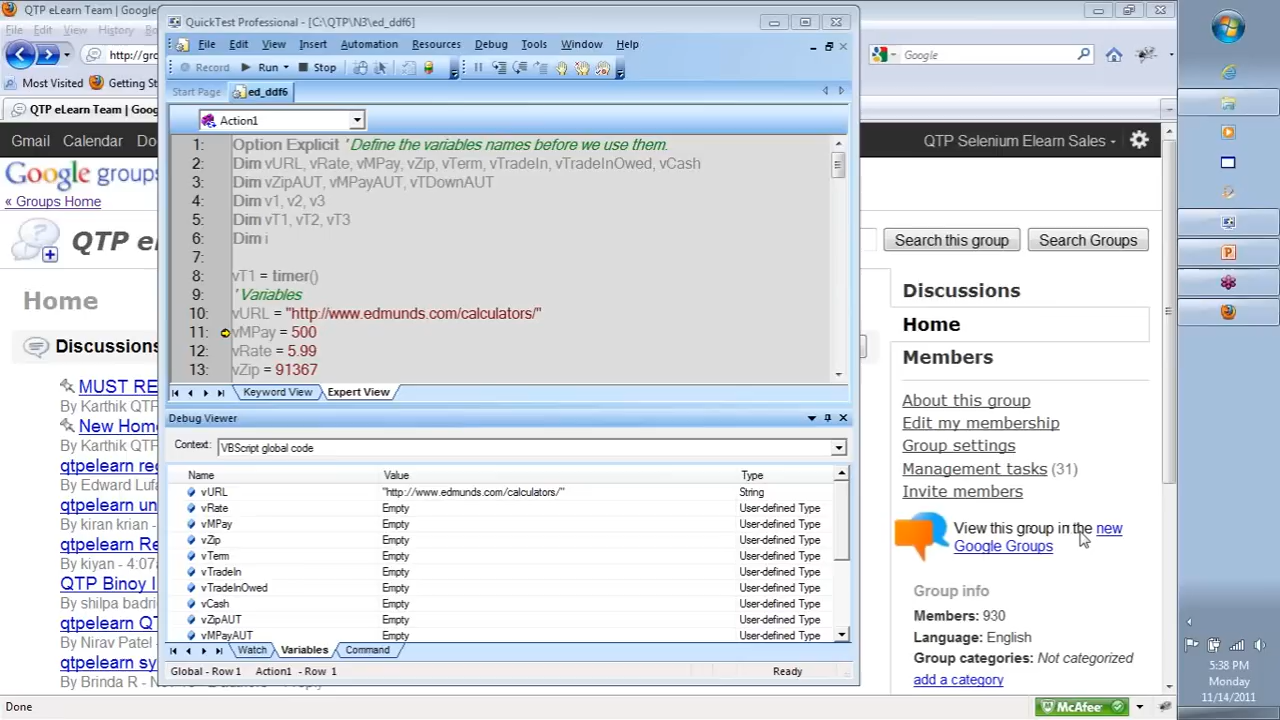 QTP eLearn Team | Google
QuickTest Professional - [C:\QTP\N3\ed_ddf6]
File Edit View History
File Edit View Insert Automation Resources Debug Tools Window Help
http://gro
Record Run Stop
Google
Most Visited Getting St
Start Page ed_ddf6
QTP eLearn Team | Goog
Action1
Gmail Calendar Do
QTP Selenium Elearn Sales
Google groups
« Groups Home
QTP e
Search this group Search Groups
1: Option Explicit 'Define the variables names before we use them.
2: Dim vURL, vRate, vMPay, vZip, vTerm, vTradeIn, vTradeInOwed, vCash
3: Dim vZipAUT, vMPayAUT, vTDownAUT
4: Dim v1, v2, v3
5: Dim vT1, vT2, vT3
6: Dim i
7:
8: vT1 = timer()
9: 'Variables
10: vURL = "http://www.edmunds.com/calculators/"
11: vMPay = 500
12: vRate = 5.99
13: vZip = 91367
Keyword View Expert View
Home
Discussions
MUST RE
By Karthik QTP
New Hom
By Karthik QTP
qtpelearn re
By Edward Lufa
qtpelearn un
By kiran krian -
qtpelearn Re
By kiyan - 4:07a
QTP Binoy I
By shilpa badri
qtpelearn Q
By Nirav Patel -
qtpelearn sy
Debug Viewer
Context: VBScript global code
Name Value Type
vURL "http://www.edmunds.com/calculators/" String
vRate Empty User-defined Type
vMPay Empty User-defined Type
vZip Empty User-defined Type
vTerm Empty User-defined Type
vTradeIn Empty User-defined Type
vTradeInOwed Empty User-defined Type
vCash Empty User-defined Type
vZipAUT Empty User-defined Type
vMPayAUT Empty User-defined Type
Watch Variables Command
Global - Row 1 Action1 - Row 1 Ready
Discussions
Home
Members
About this group
Edit my membership
Group settings
Management tasks (31)
Invite members
View this group in the new
Google Groups
Group info
Members: 930
Language: English
Group categories: Not categorized
add a category
Done
McAfee
5:38 PM
Monday
11/14/2011